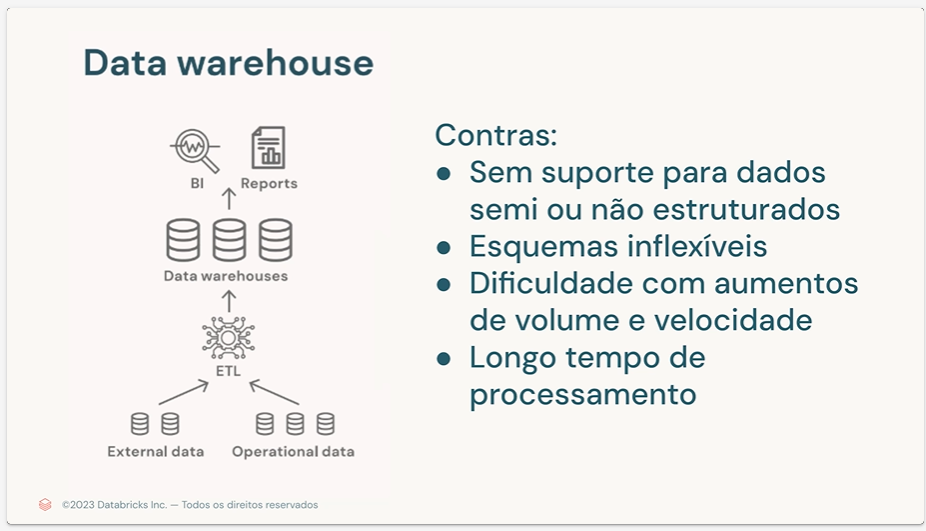 Data warehouse
BI
Reports
Data warehouses
ETL
External data
Operational data
Contras:
● Sem suporte para dados
semi ou não estruturados
● Esquemas inflexíveis
● Dificuldade com aumentos
de volume e velocidade
● Longo tempo de
processamento
©2023 Databricks Inc. — Todos os direitos reservados